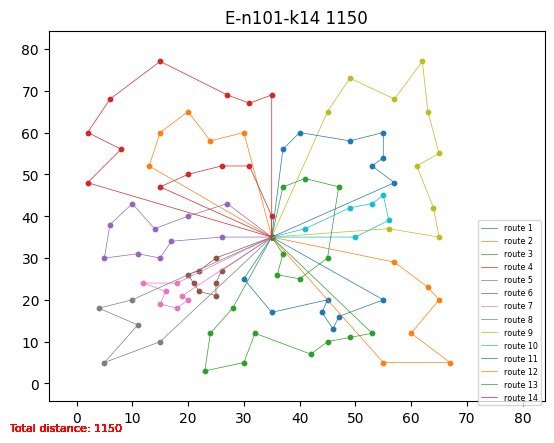 E-n101-k14 1150
80
70
60
50
40
30
20
10
0
route 1
route 2
route 3
route 4
route 5
route 6
route 7
route 8
route 9
route 10
route 11
route 12
route 13
route 14
0 10 20 30 40 50 60 70 80
Total distance: 1150